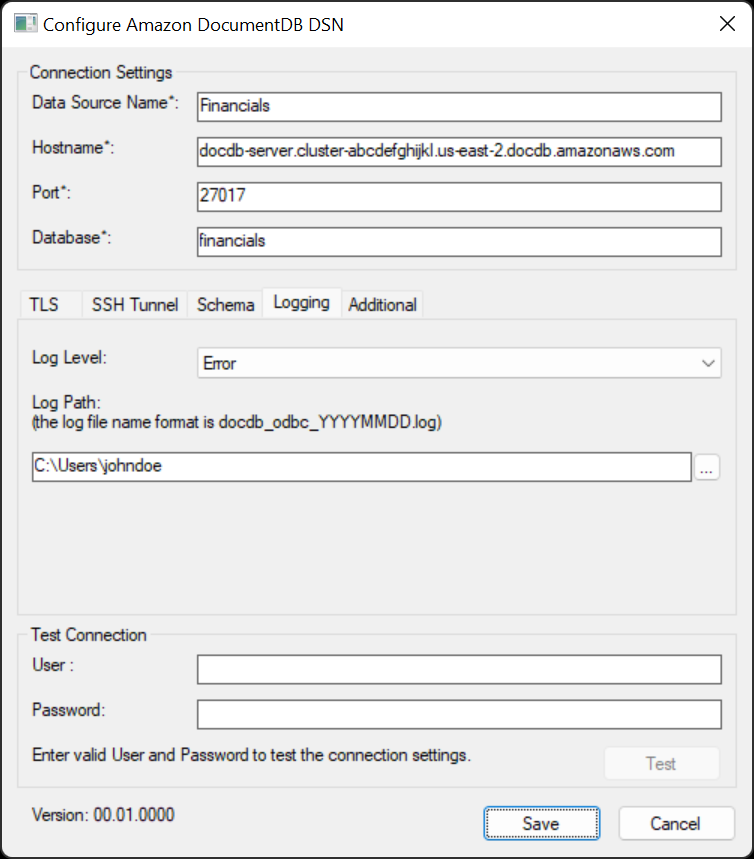 Configure Amazon DocumentDB DSN
Connection Settings
Data Source Name*: Financials
Hostname*: docdb-server.cluster-abcdefghijkl.us-east-2.docdb.amazonaws.com
Port*: 27017
Database*: financials
TLS SSH Tunnel Schema Logging Additional
Log Level: Error
Log Path:
(the log file name format is docdb_odbc_YYYYMMDD.log)
C:\Users\johndoe ...
Test Connection
User :
Password:
Enter valid User and Password to test the connection settings. Test
Version: 00.01.0000 Save Cancel